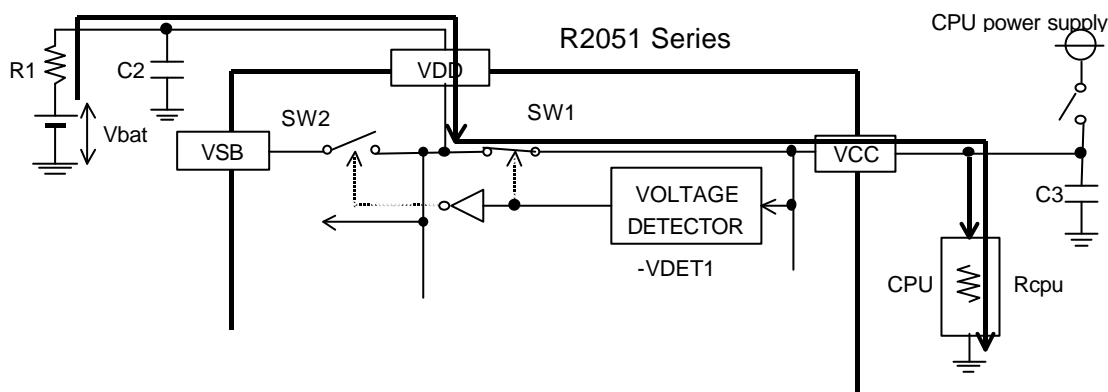 CPU power supply
R2051 Series
R1
C2
VDD
Vbat
SW2
SW1
VSB
VCC
C3
VOLTAGE
DETECTOR
-VDET1
CPU
Rcpu